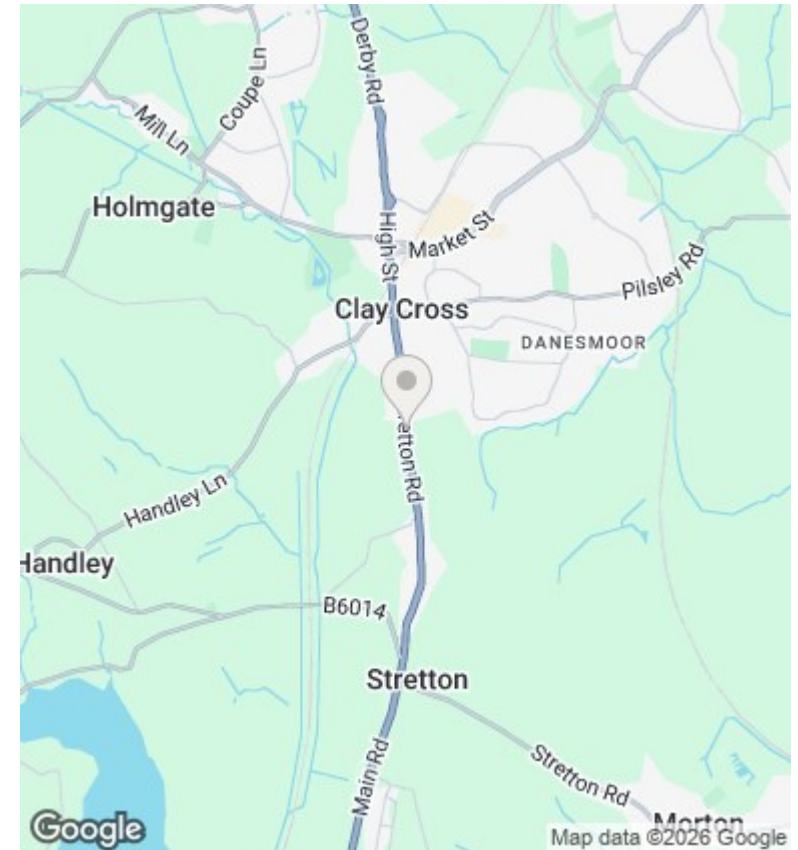 Derby Rd
Coupe Ln
Mill Ln
Holmgate
High St
Market St
Pilsley Rd
Clay Cross
DANESMOOR
etton Rd
Handley Ln
Handley
B6014
Stretton
Stretton Rd
Main Rd
Morton
Google
Map data ©2026 Google